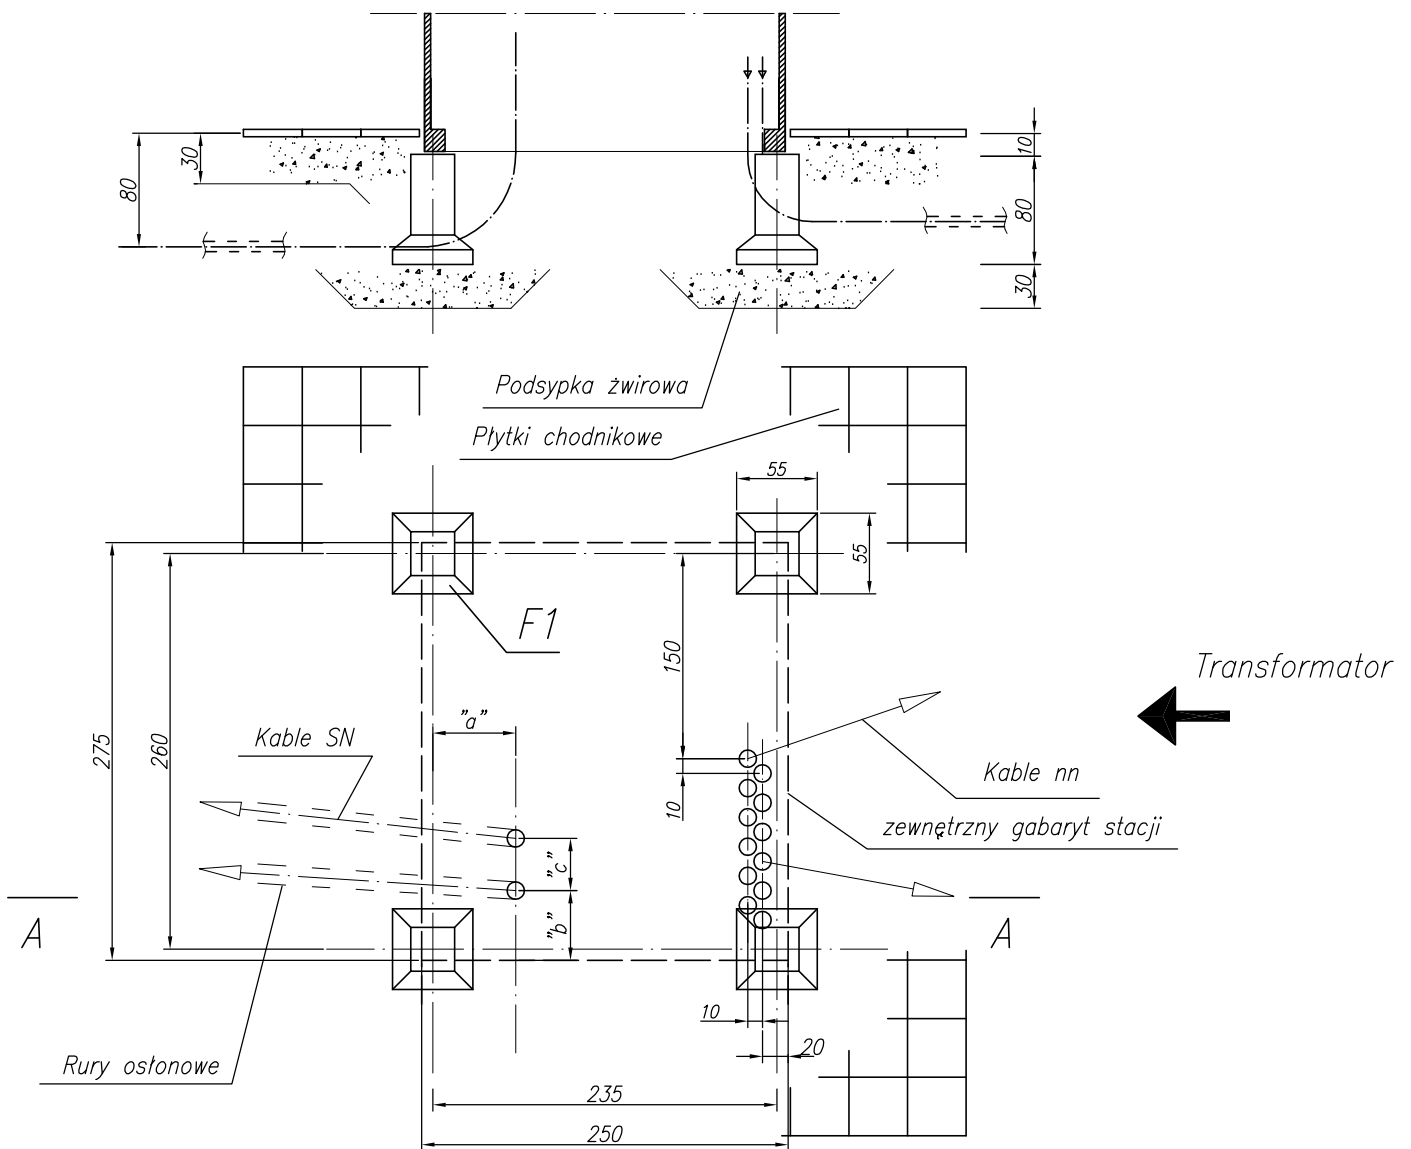 30
80
10
80
30
Podsypka żwirowa
Płytki chodnikowe
55
55
F1
150
Transformator
"a"
Kable SN
275
260
Kable nn
10
zewnętrzny gabaryt stacji
"c"
"b"
A
A
10
20
Rury osłonowe
235
250